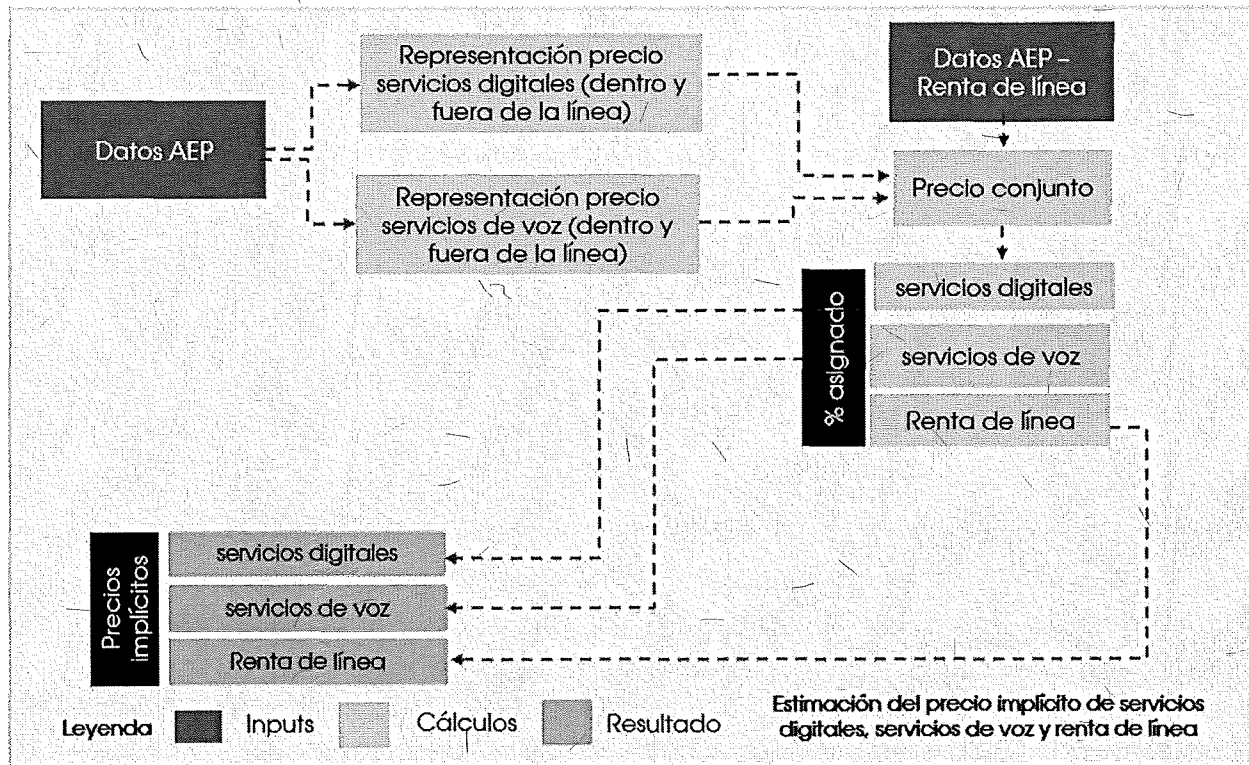 Datos AEP
Representación precio
servicios digitales (dentro y
fuera de la línea)
Representación precio
servicios de voz (dentro y
fuera de la línea)
Datos AEP –
Renta de línea
Precio conjunto
% asignado
servicios digitales
servicios de voz
Renta de línea
Precios
implícitos
servicios digitales
servicios de voz
Renta de línea
Leyenda
Inputs
Cálculos
Resultado
Estimación del precio implícito de servicios
digitales, servicios de voz y renta de línea